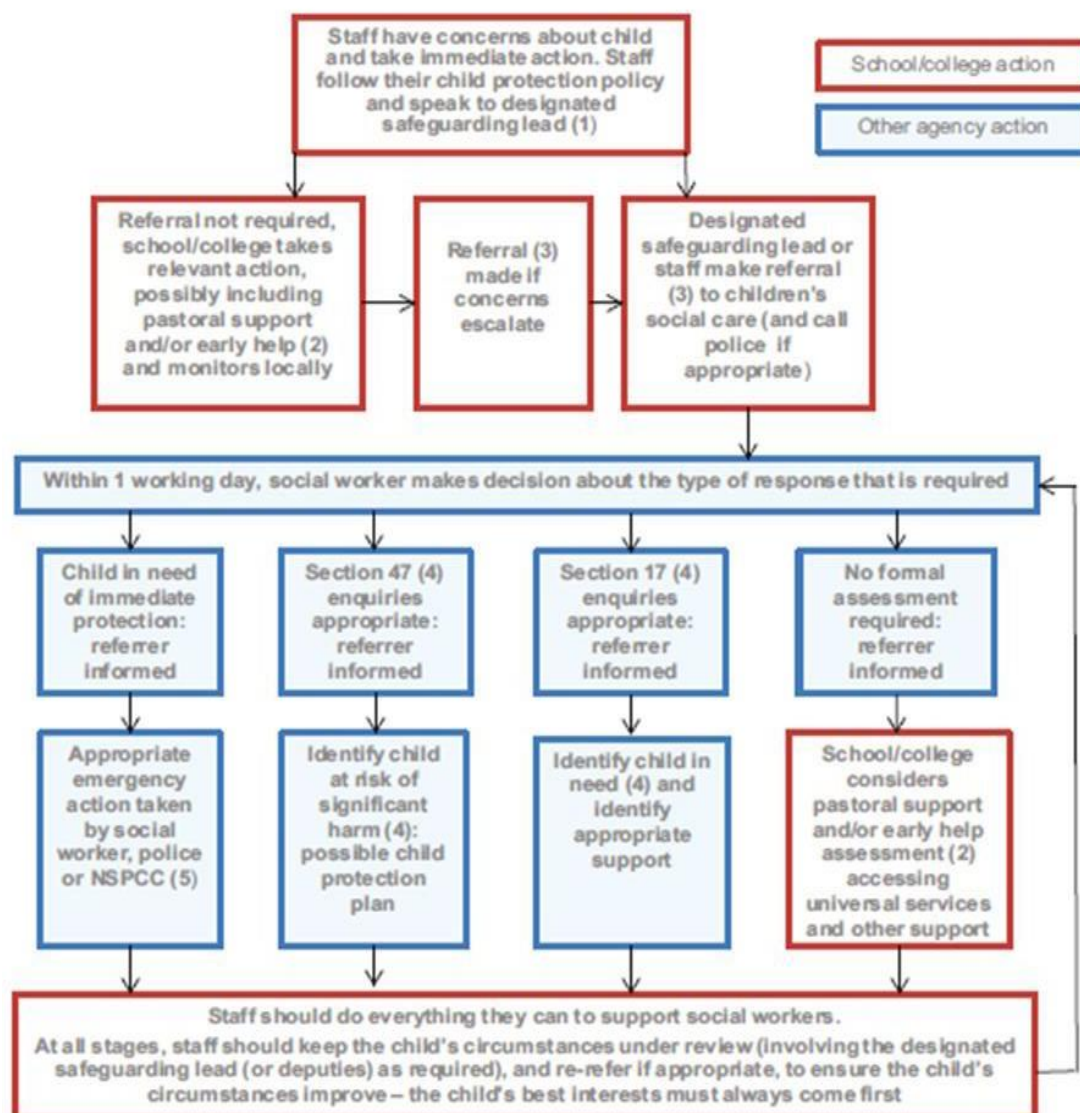 Staff have concerns about child
and take immediate action. Staff
follow their child protection policy
and speak to designated
safeguarding lead (1)
School/college action
Other agency action
Referral not required,
school/college takes
relevant action,
possibly including
pastoral support
and/or early help (2)
and monitors locally
Referral (3)
made if
concerns
escalate
Designated
safeguarding lead or
staff make referral
(3) to children's
social care (and call
police if
appropriate)
Within 1 working day, social worker makes decision about the type of response that is required
Child in need
of immediate
protection:
referrer
informed
Section 47 (4)
enquiries
appropriate:
referrer
informed
Section 17 (4)
enquiries
appropriate:
referrer
informed
No formal
assessment
required:
referrer
informed
Appropriate
emergency
action taken
by social
worker, police
or NSPCC (5)
Identify child
at risk of
significant
harm (4):
possible child
protection
plan
Identify child in
need (4) and
identify
appropriate
support
School/college
considers
pastoral support
and/or early help
assessment (2)
accessing
universal services
and other support
Staff should do everything they can to support social workers.
At all stages, staff should keep the child's circumstances under review (involving the designated
safeguarding lead (or deputies) as required), and re-refer if appropriate, to ensure the child's
circumstances improve – the child's best interests must always come first